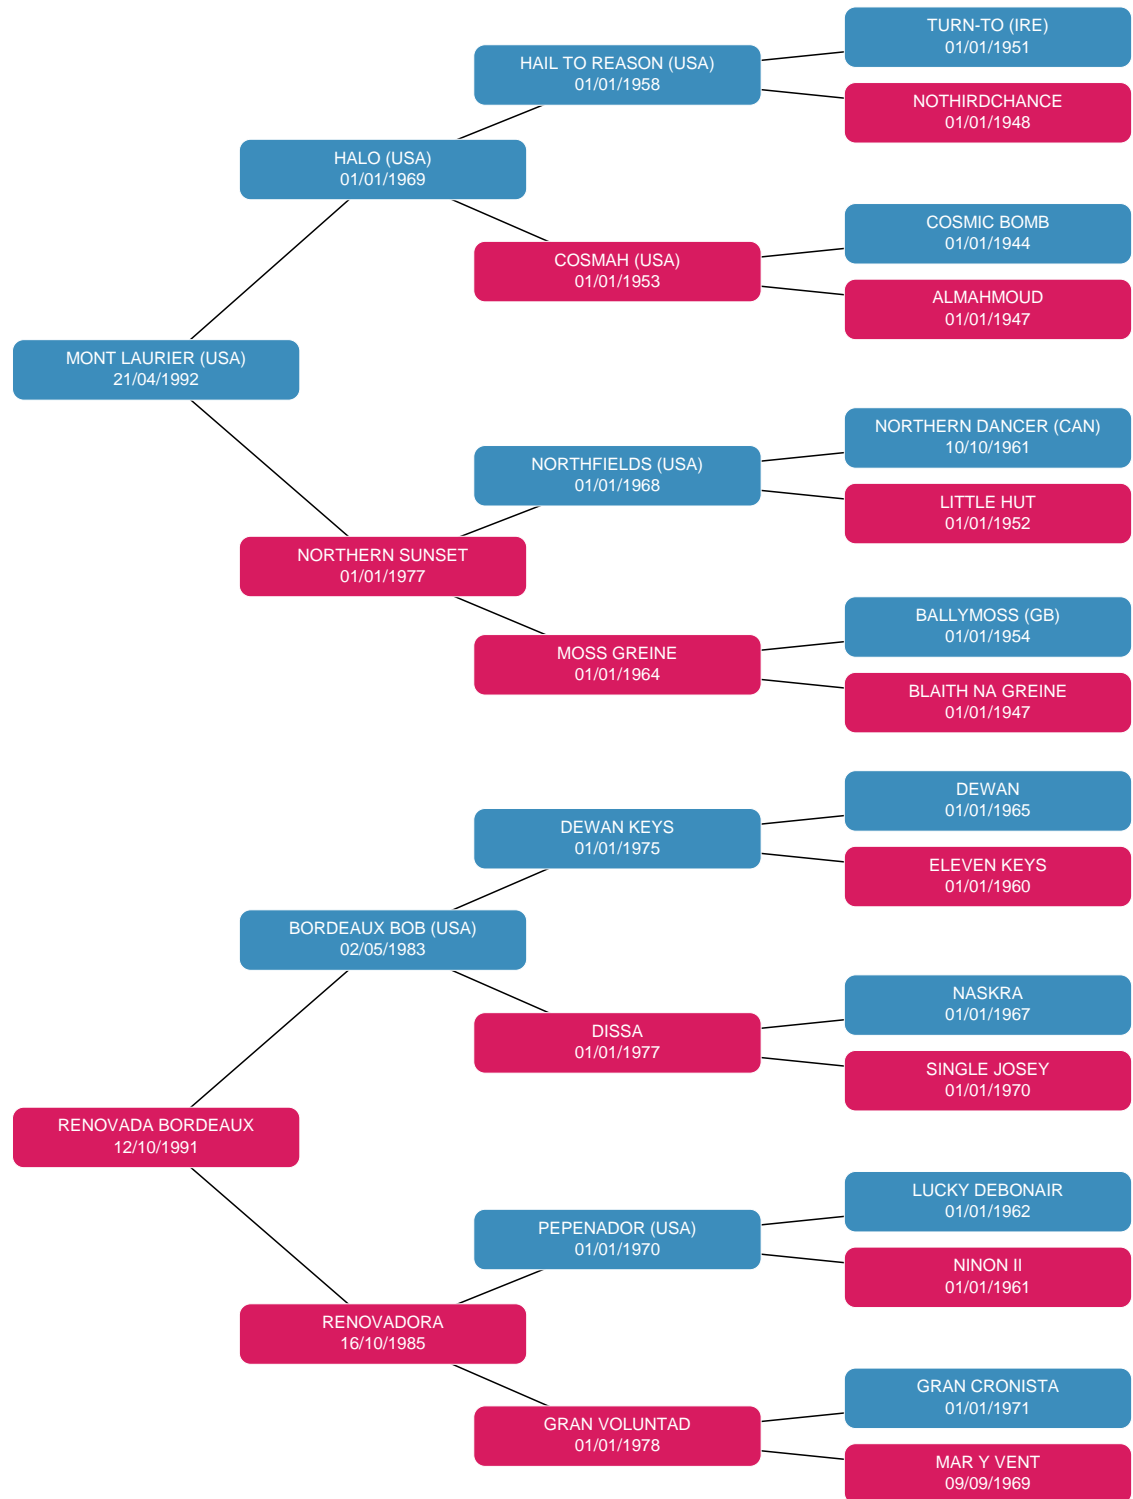 TURN-TO (IRE)
01/01/1951
HAIL TO REASON (USA)
01/01/1958
NOTHIRDCHANCE
01/01/1948
HALO (USA)
01/01/1969
COSMIC BOMB
01/01/1944
COSMAH (USA)
01/01/1953
ALMAHMOUD
01/01/1947
MONT LAURIER (USA)
21/04/1992
NORTHERN DANCER (CAN)
10/10/1961
NORTHFIELDS (USA)
01/01/1968
LITTLE HUT
01/01/1952
NORTHERN SUNSET
01/01/1977
BALLYMOSS (GB)
01/01/1954
MOSS GREINE
01/01/1964
BLAITH NA GREINE
01/01/1947
DEWAN
01/01/1965
DEWAN KEYS
01/01/1975
ELEVEN KEYS
01/01/1960
BORDEAUX BOB (USA)
02/05/1983
NASKRA
01/01/1967
DISSA
01/01/1977
SINGLE JOSEY
01/01/1970
RENOVADA BORDEAUX
12/10/1991
LUCKY DEBONAIR
01/01/1962
PEPENADOR (USA)
01/01/1970
NINON II
01/01/1961
RENOVADORA
16/10/1985
GRAN CRONISTA
01/01/1971
GRAN VOLUNTAD
01/01/1978
MAR Y VENT
09/09/1969